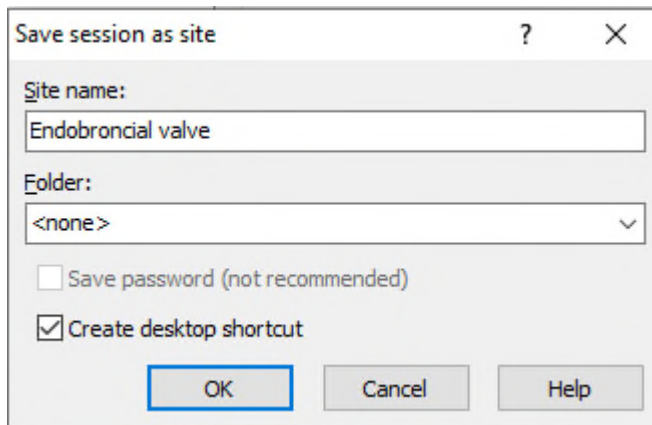 Save session as site
?
Site name:
Endobroncial valve
Folder:
<none>
Save password (not recommended)
Create desktop shortcut
OK Cancel Help